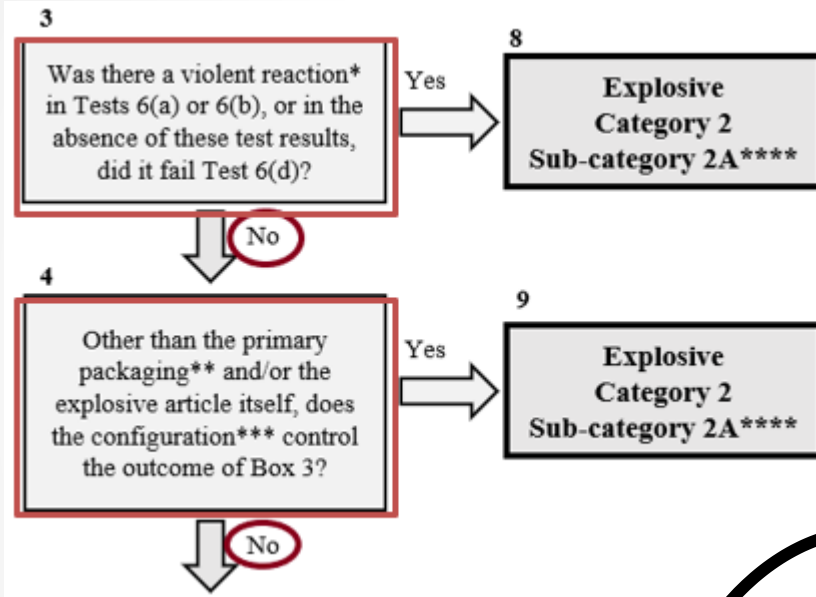 3
Was there a violent reaction*
in Tests 6(a) or 6(b), or in the
absence of these test results,
did it fail Test 6(d)?
Yes
8
Explosive
Category 2
Sub-category 2A****
No
4
Other than the primary
packaging** and/or the
explosive article itself, does
the configuration*** control
the outcome of Box 3?
Yes
9
Explosive
Category 2
Sub-category 2A****
No